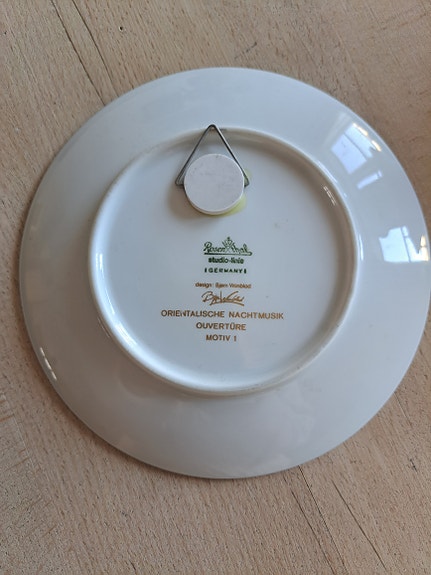 Rosenthal
studio-linie
GERMANY
design: Bjørn Wiinblad
ORIENTALISCHE NACHTMUSIK
OUVERTÜRE
MOTIV 1